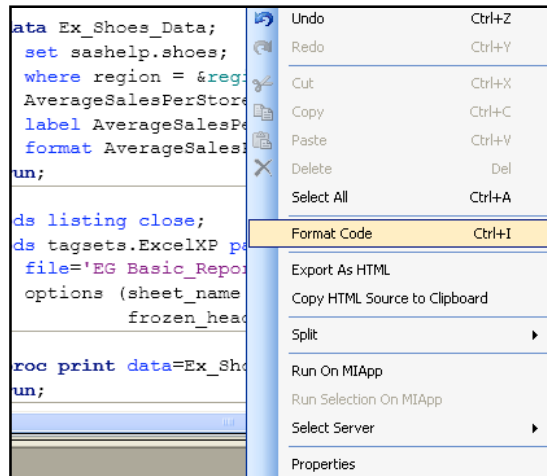 ata Ex_Shoes_Data;
set sashelp.shoes;
where region = &reg
AverageSalesPerStore
label AverageSalesPe
format AverageSales
un;
ds listing close;
ds tagsets.ExcelXP pa
file='EG Basic_Repor
options (sheet_name
frozen_head
roc print data=Ex_Sho
un;
Undo Ctrl+Z
Redo Ctrl+Y
Cut Ctrl+X
Copy Ctrl+C
Paste Ctrl+V
Delete Del
Select All Ctrl+A
Format Code Ctrl+I
Export As HTML
Copy HTML Source to Clipboard
Split
Run On MIApp
Run Selection On MIApp
Select Server
Properties